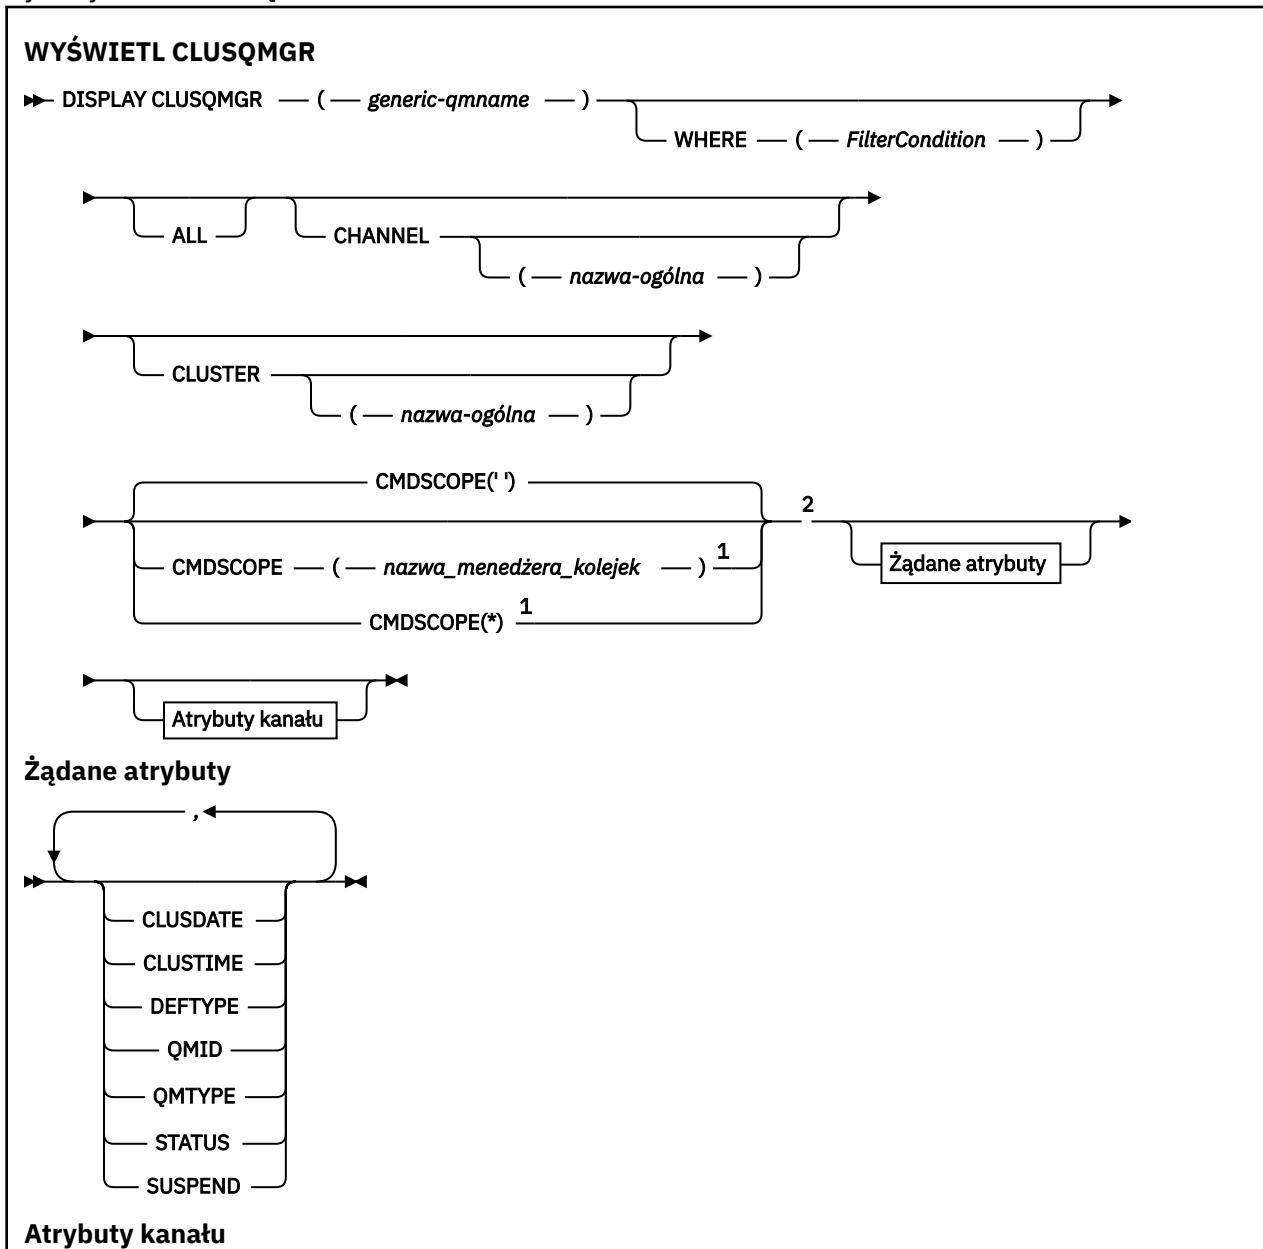 WYŚWIETL CLUSQMGR
DISPLAY CLUSQMGR ( generic-qmname )
WHERE ( FilterCondition )
ALL
CHANNEL
( nazwa-ogólna )
CLUSTER
( nazwa-ogólna )
CMDSCOPE(' ')
2
CMDSCOPE ( nazwa_menedżera_kolejek ) 1
Żądane atrybuty
CMDSCOPE(*) 1
Atrybuty kanału
Żądane atrybuty
,
CLUSDATE
CLUSTIME
DEFTYPE
QMID
QMTYPE
STATUS
SUSPEND
Atrybuty kanału